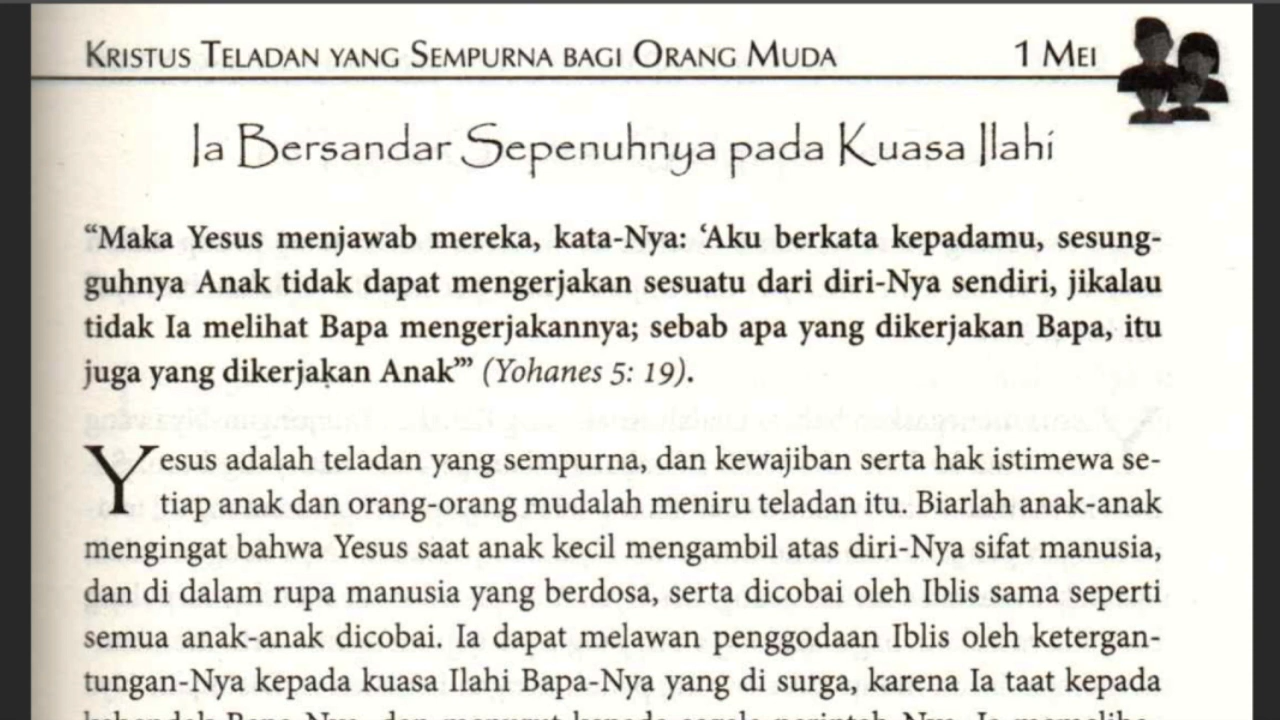 Kristus Teladan yang Sempurna bagi Orang Muda 1 Mei
Ia Bersandar Sepenuhnya pada Kuasa Ilahi
“Maka Yesus menjawab mereka, kata-Nya: ‘Aku berkata kepadamu, sesung-
guhnya Anak tidak dapat mengerjakan sesuatu dari diri-Nya sendiri, jikalau
tidak Ia melihat Bapa mengerjakannya; sebab apa yang dikerjakan Bapa, itu
juga yang dikerjakan Anak’” (Yohanes 5: 19).
Yesus adalah teladan yang sempurna, dan kewajiban serta hak istimewa se-
tiap anak dan orang-orang mudalah meniru teladan itu. Biarlah anak-anak
mengingat bahwa Yesus saat anak kecil mengambil atas diri-Nya sifat manusia,
dan di dalam rupa manusia yang berdosa, serta dicobai oleh Iblis sama seperti
semua anak-anak dicobai. Ia dapat melawan penggodaan Iblis oleh ketergan-
tungan-Nya kepada kuasa Ilahi Bapa-Nya yang di surga, karena Ia taat kepada